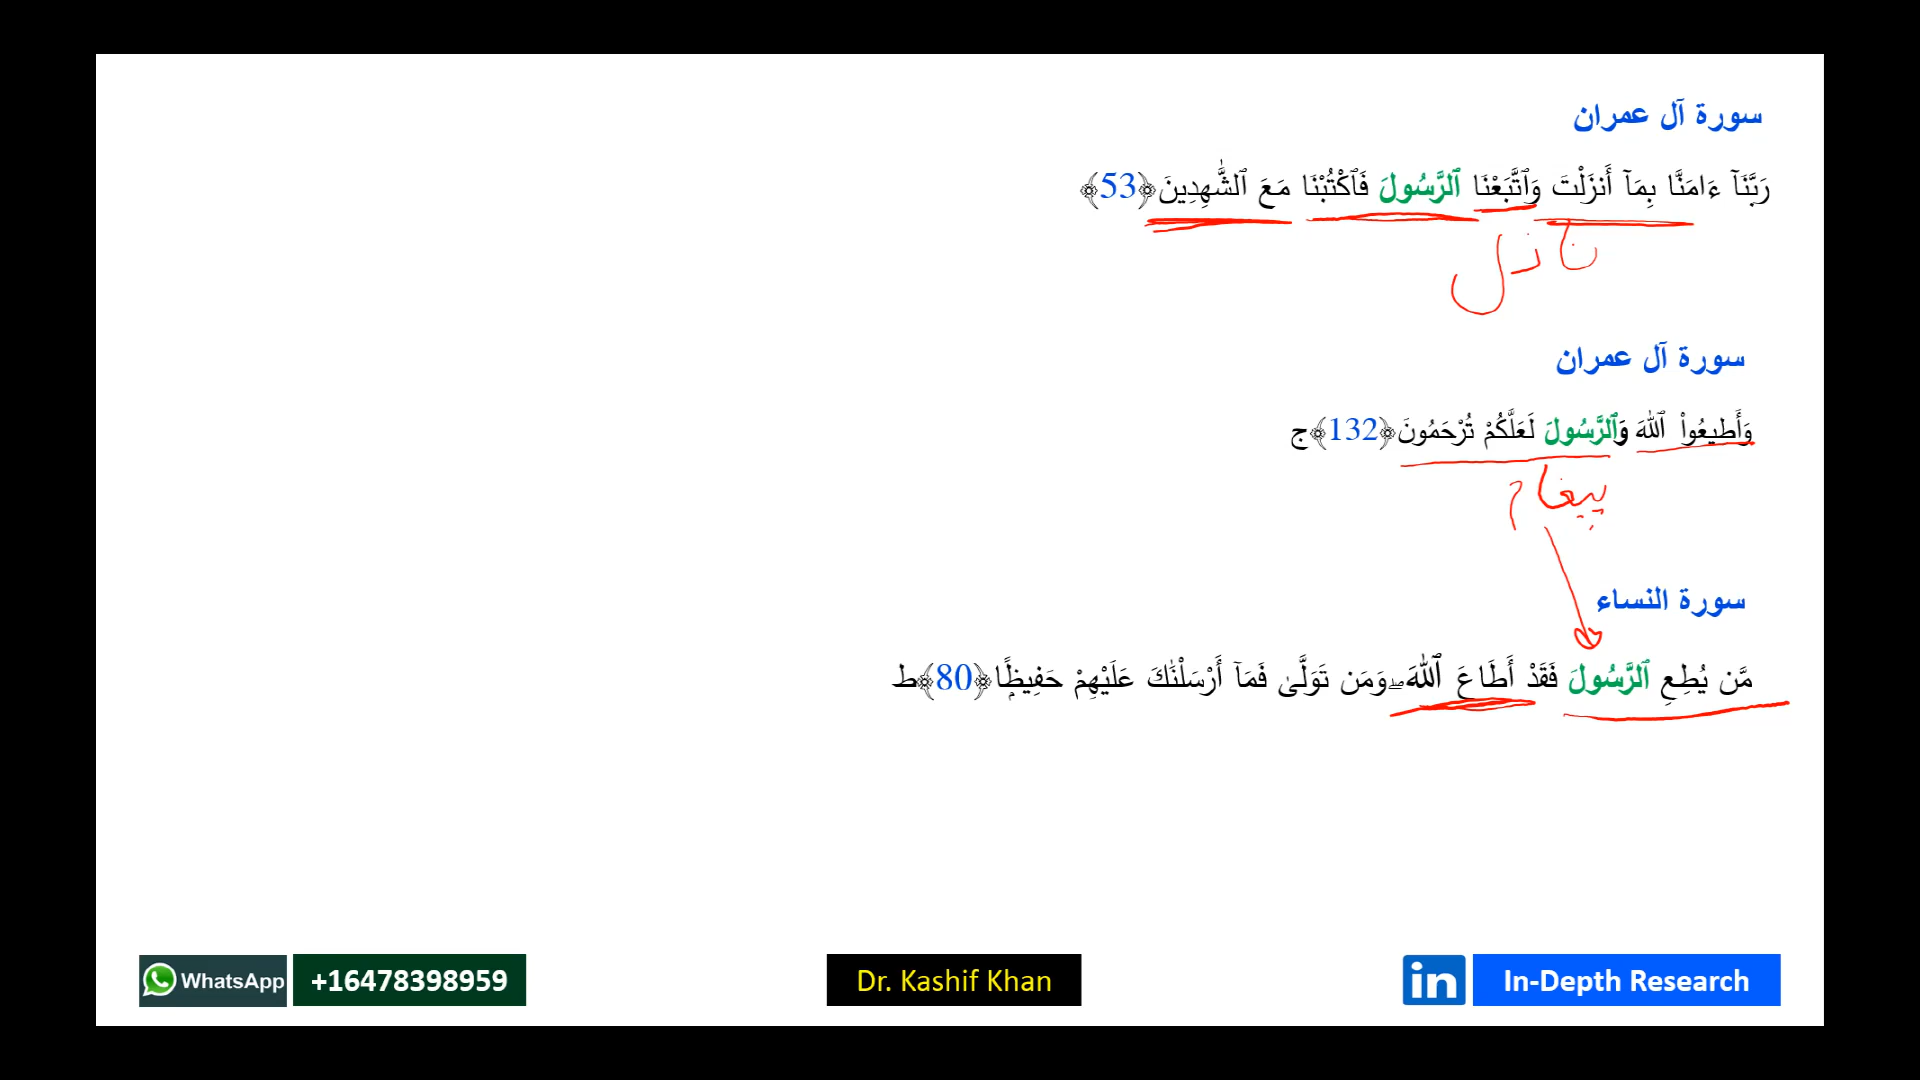 سورة آل عمران
رَبَّنَآ ءَامَنَّا بِمَآ أَنزَلْتَ وَٱتَّبَعْنَا ٱلرَّسُولَ فَٱكْتُبْنَا مَعَ ٱلشَّٰهِدِينَ ﴿53﴾
نازل
سورة آل عمران
وَأَطِيعُوا۟ ٱللَّهَ وَٱلرَّسُولَ لَعَلَّكُمْ تُرْحَمُونَ ﴿132﴾ج
پیغام
سورة النساء
مَّن يُطِعِ ٱلرَّسُولَ فَقَدْ أَطَاعَ ٱللَّهَ ۖ وَمَن تَوَلَّىٰ فَمَآ أَرْسَلْنَٰكَ عَلَيْهِمْ حَفِيظًۭا ﴿80﴾ط
WhatsApp +16478398959 Dr. Kashif Khan in In-Depth Research